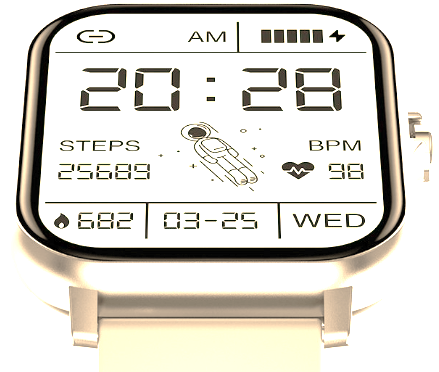 AM
20:28
STEPS BPM
25689 98
682 03-25 WED